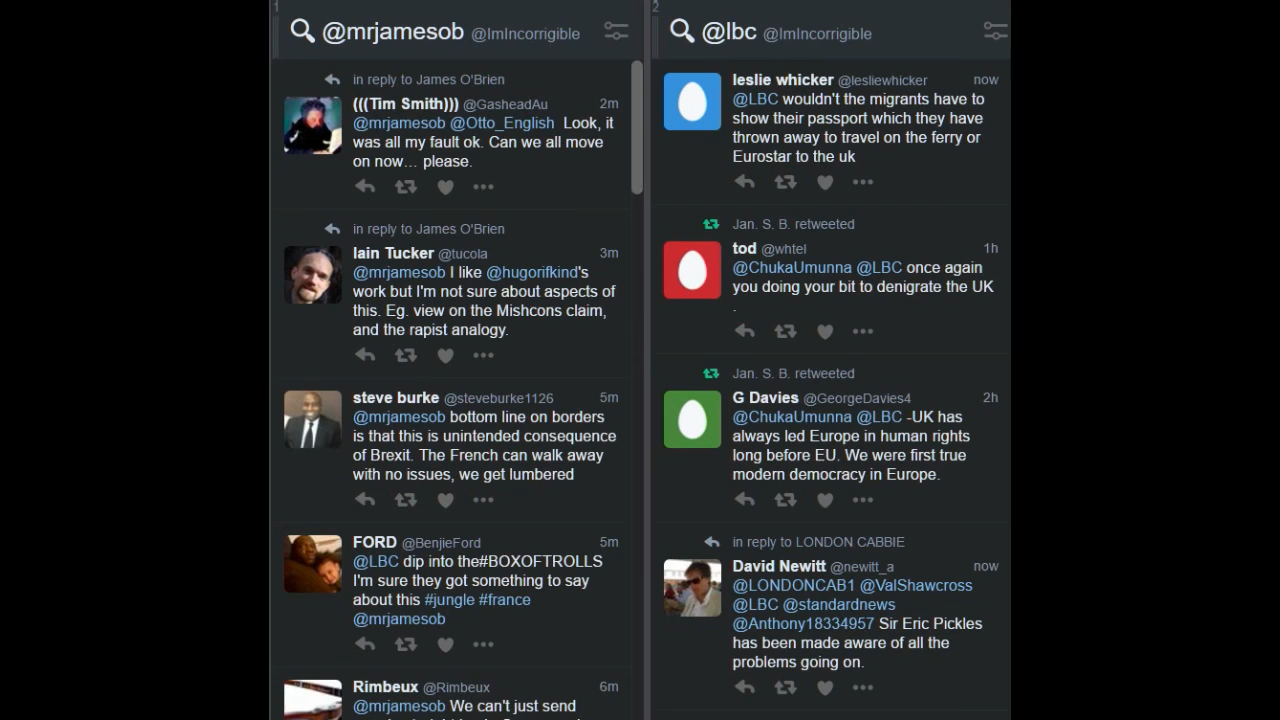 1
@mrjamesob @ImIncorrigible
in reply to James O'Brien
(((Tim Smith))) @GasheadAu 2m
@mrjamesob @Otto_English Look, it
was all my fault ok. Can we all move
on now... please.
in reply to James O'Brien
Iain Tucker @tucola 3m
@mrjamesob I like @hugorifkind's
work but I'm not sure about aspects of
this. Eg. view on the Mishcons claim,
and the rapist analogy.
steve burke @steveburke1126 5m
@mrjamesob bottom line on borders
is that this is unintended consequence
of Brexit. The French can walk away
with no issues, we get lumbered
FORD @BenjieFord 5m
@LBC dip into the#BOXOFTROLLS
I'm sure they got something to say
about this #jungle #france
@mrjamesob
Rimbeux @Rimbeux 6m
@mrjamesob We can't just send
2
@lbc @ImIncorrigible
leslie whicker @lesliewhicker now
@LBC wouldn't the migrants have to
show their passport which they have
thrown away to travel on the ferry or
Eurostar to the uk
Jan. S. B. retweeted
tod @whtel 1h
@ChukaUmunna @LBC once again
you doing your bit to denigrate the UK
.
Jan. S. B. retweeted
G Davies @GeorgeDavies4 2h
@ChukaUmunna @LBC -UK has
always led Europe in human rights
long before EU. We were first true
modern democracy in Europe.
in reply to LONDON CABBIE
David Newitt @newitt_a now
@LONDONCAB1 @ValShawcross
@LBC @standardnews
@Anthony18334957 Sir Eric Pickles
has been made aware of all the
problems going on.